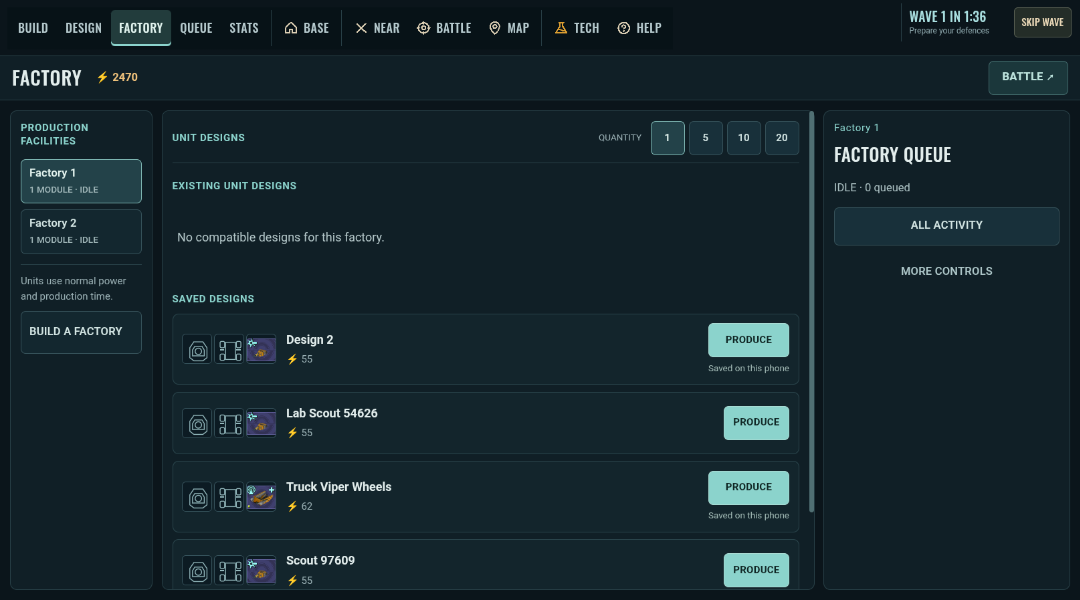 BUILD DESIGN FACTORY QUEUE STATS BASE NEAR BATTLE MAP TECH HELP
WAVE 1 IN 1:36
Prepare your defences
SKIP WAVE
FACTORY ⚡ 2470
BATTLE ↗
PRODUCTION
FACILITIES
Factory 1
1 MODULE · IDLE
Factory 2
1 MODULE · IDLE
Units use normal power
and production time.
BUILD A FACTORY
UNIT DESIGNS
QUANTITY 1 5 10 20
EXISTING UNIT DESIGNS
No compatible designs for this factory.
SAVED DESIGNS
Design 2
⚡ 55
PRODUCE
Saved on this phone
Lab Scout 54626
⚡ 55
PRODUCE
Truck Viper Wheels
⚡ 62
PRODUCE
Saved on this phone
Scout 97609
⚡ 55
PRODUCE
Factory 1
FACTORY QUEUE
IDLE · 0 queued
ALL ACTIVITY
MORE CONTROLS